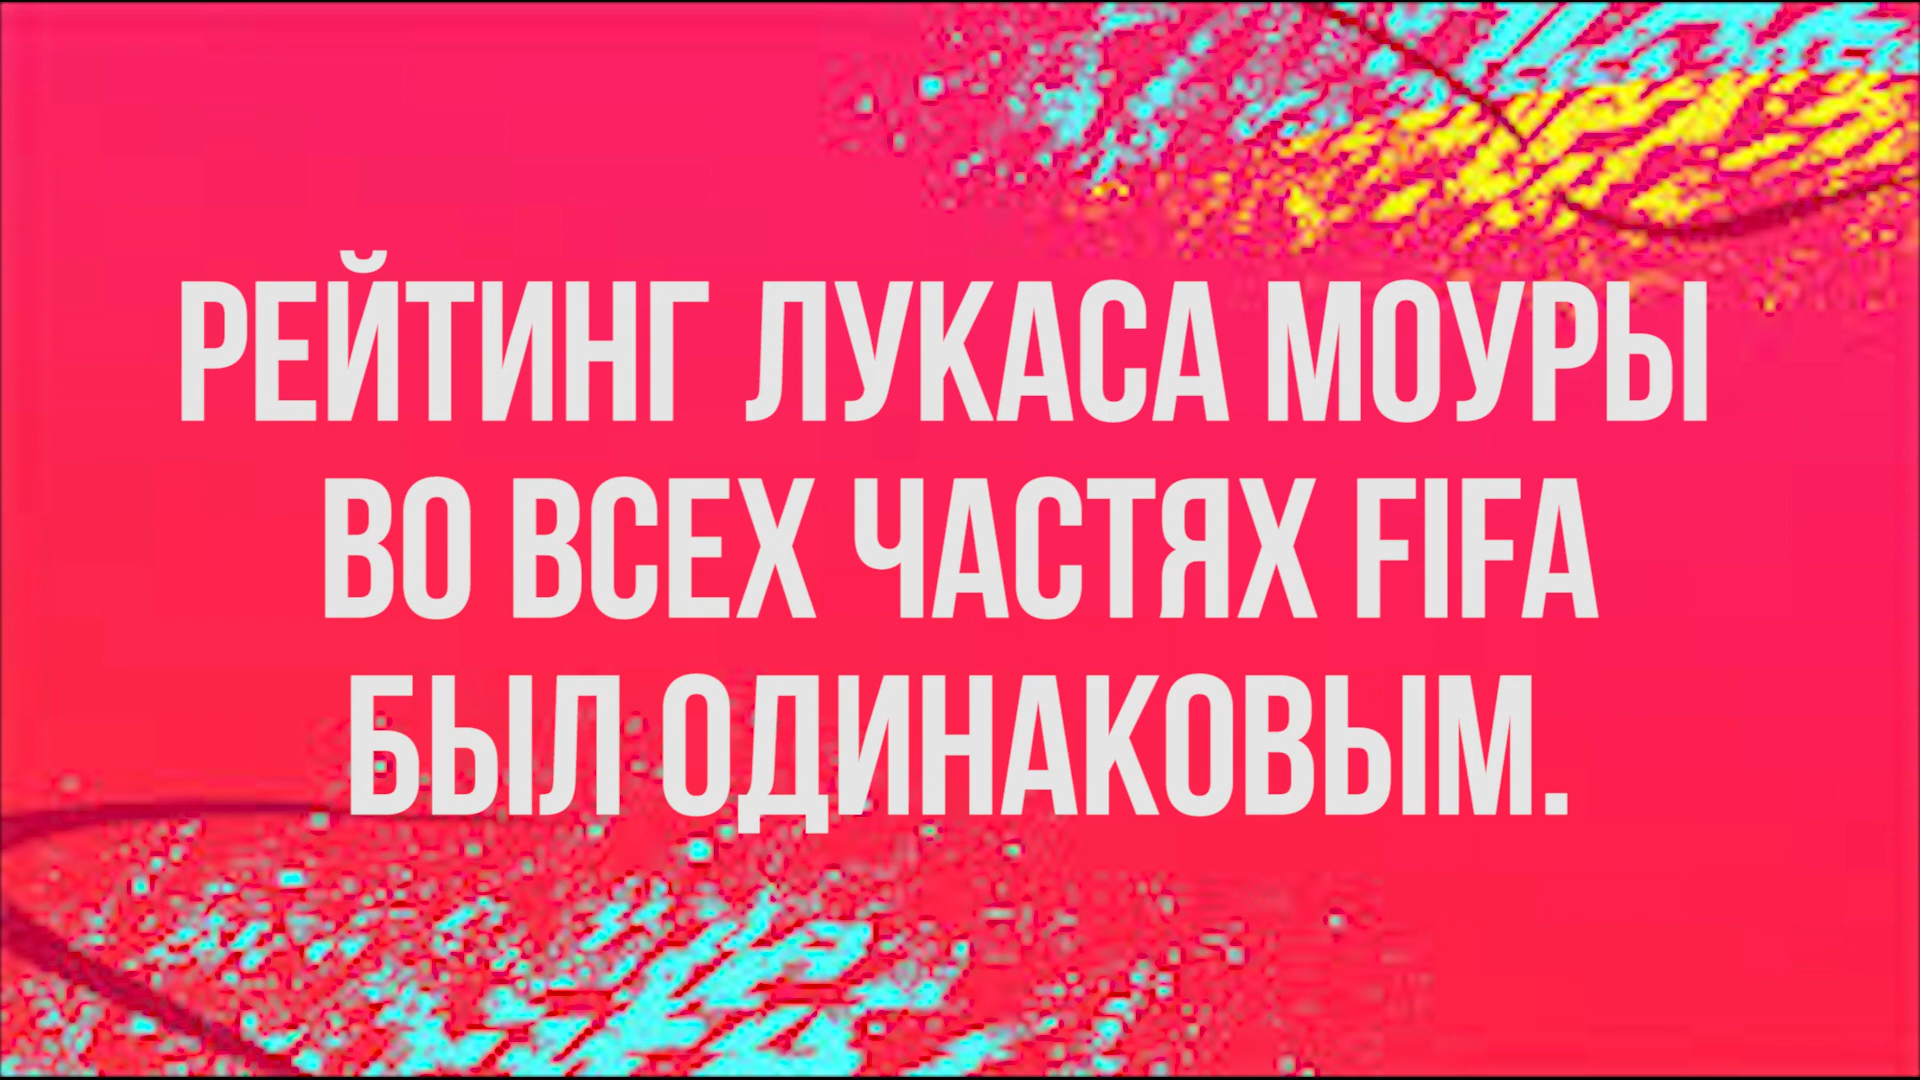 РЕЙТИНГ ЛУКАСА МОУРЫ
ВО ВСЕХ ЧАСТЯХ FIFA
БЫЛ ОДИНАКОВЫМ.